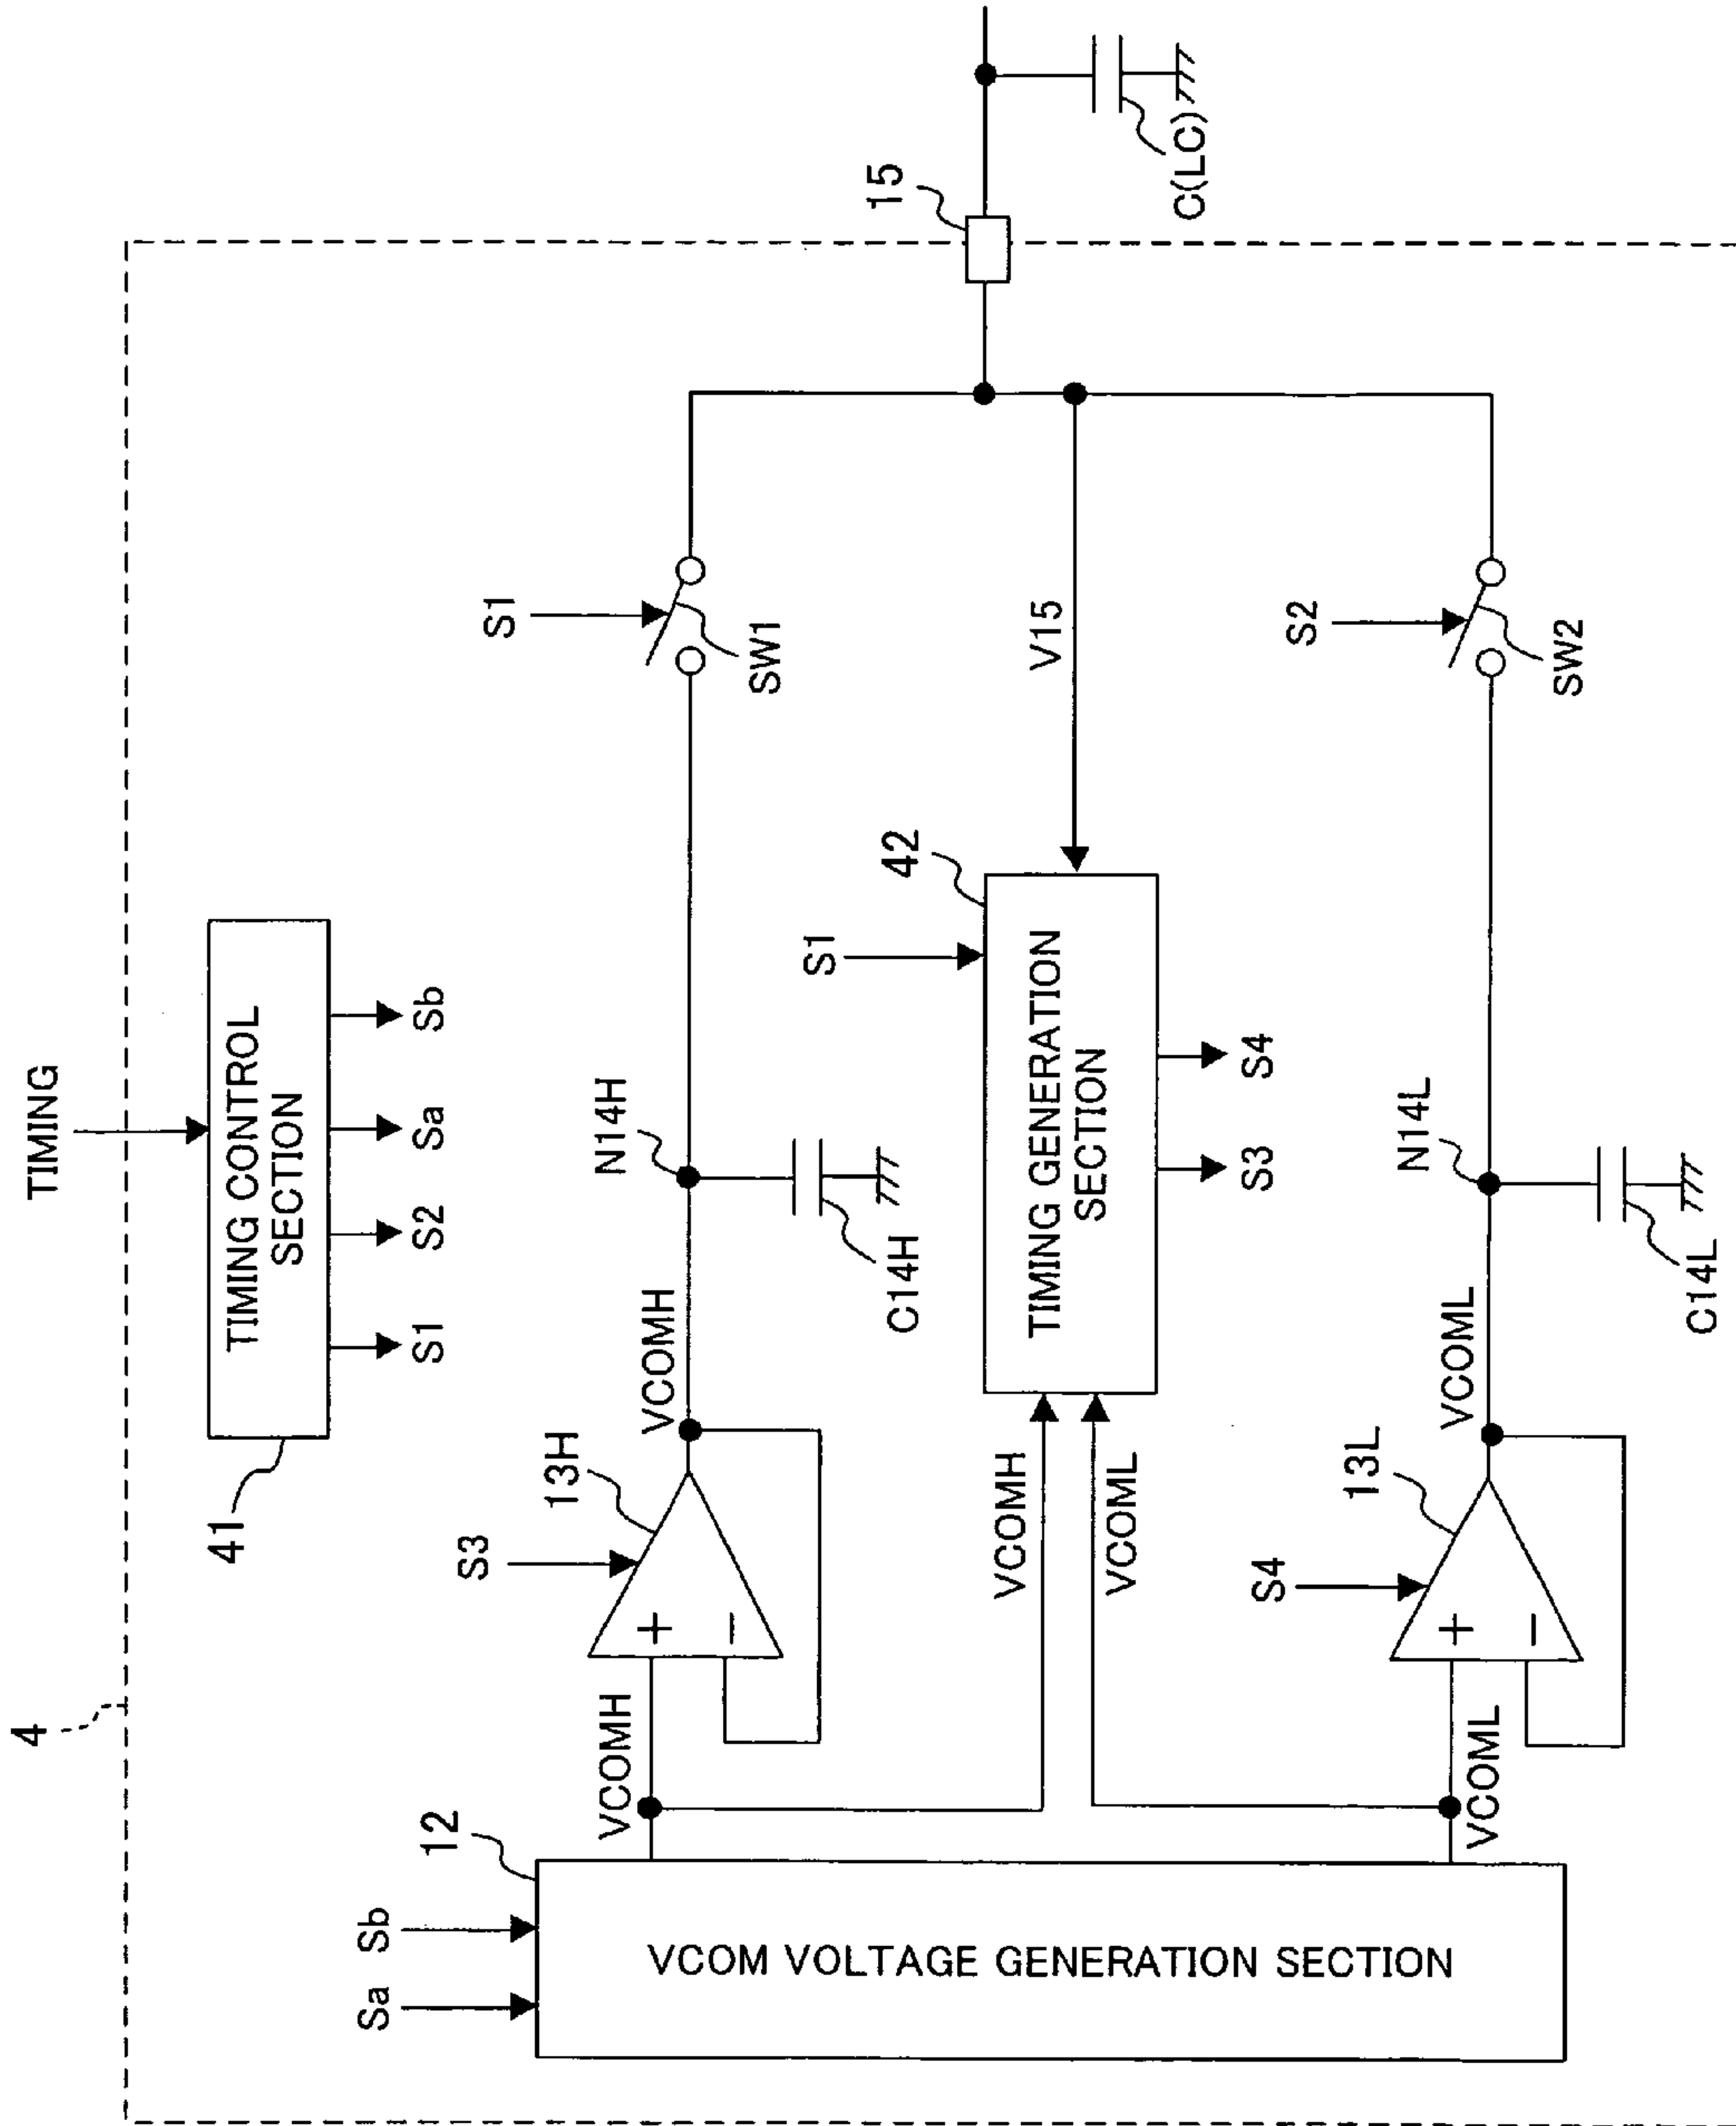 4
TIMING
TIMING CONTROL
SECTION
41
S1
S2
Sa
Sb
Sa
Sb
12
VCOM VOLTAGE GENERATION SECTION
VCOMH
S3
13H
+
−
VCOMH
N14H
C14H
S1
SW1
VCOMH
VCOML
S1
42
TIMING GENERATION
SECTION
S3
S4
V15
15
C(LC)
VCOML
S4
13L
+
−
VCOML
N14L
C14L
S2
SW2